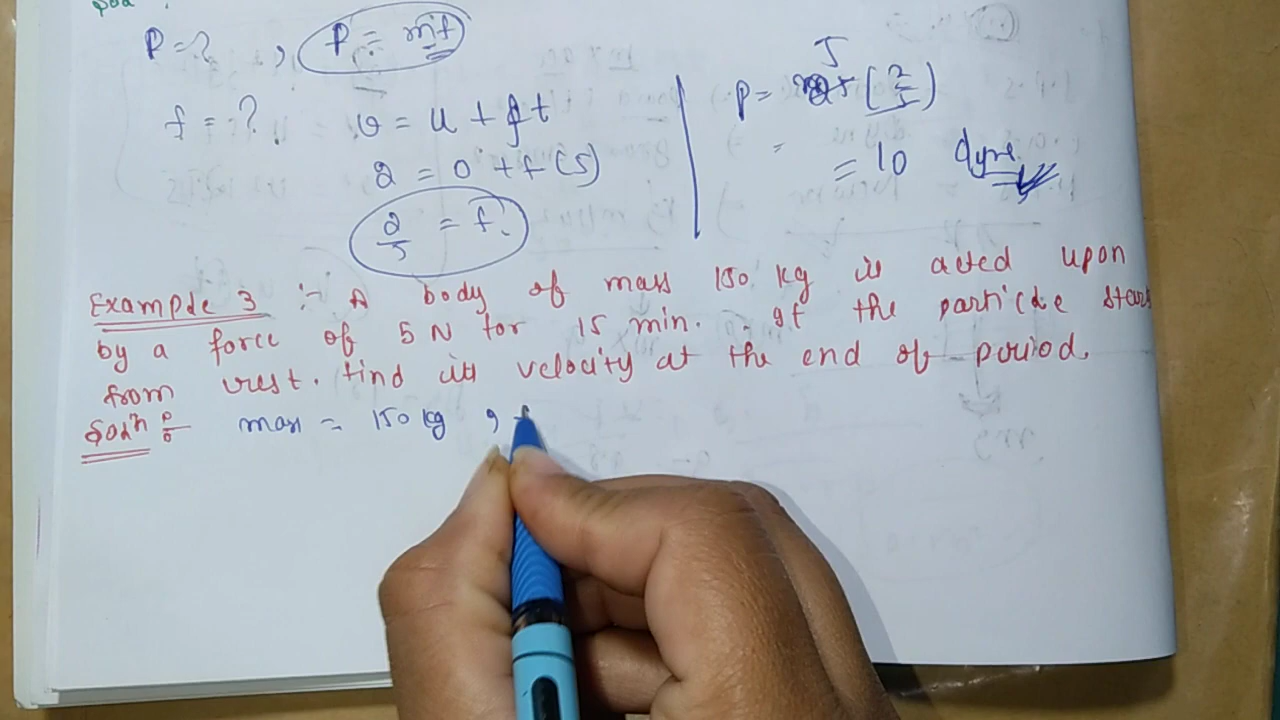 P = ? , P = mf
f = ? v = u + ft
2 = 0 + f (5)
2/5 = f.
P = (2/5)
= 10 dyne
Example 3 :- A body of mass 150 kg is acted upon
by a force of 5 N for 15 min. If the particle star
from rest. find its velocity at the end of period.
Solⁿ :- mass = 150 kg ,